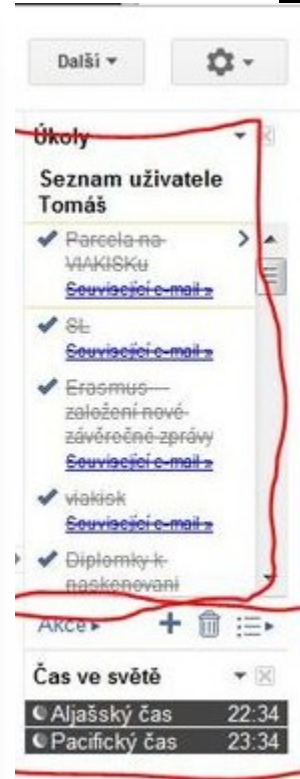 Další
Úkoly
Seznam uživatele
Tomáš
Parcela na
VIAKISKu
Související e-mail »
SL
Související e-mail »
Erasmus -
založení nové
závěrečné zprávy
Související e-mail »
viakisk
Související e-mail »
Diplomky k
naskenovani
Akce
Čas ve světě
Aljašský čas 22:34
Pacifický čas 23:34